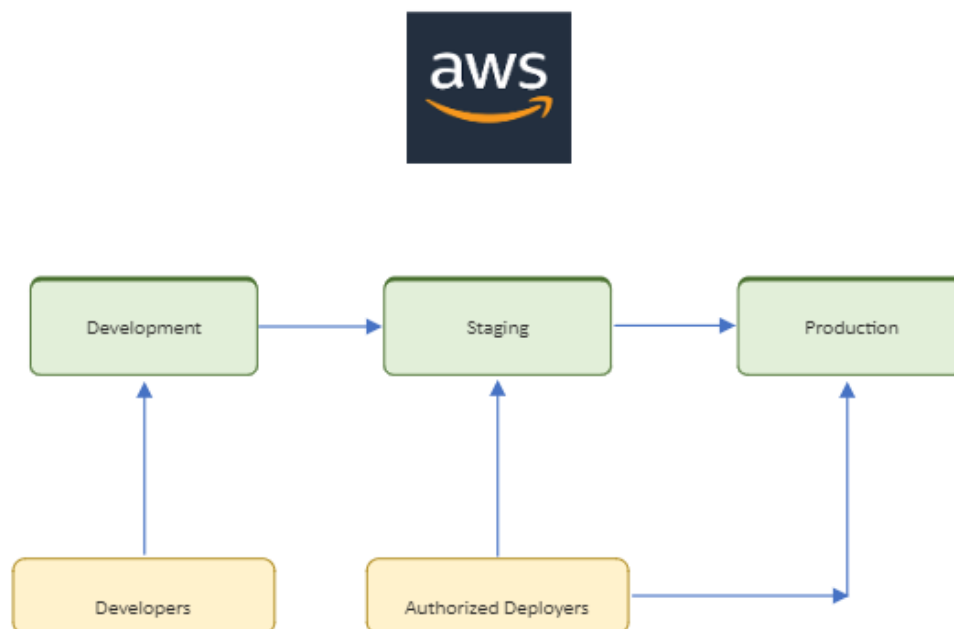 aws
Development
Staging
Production
Developers
Authorized Deployers